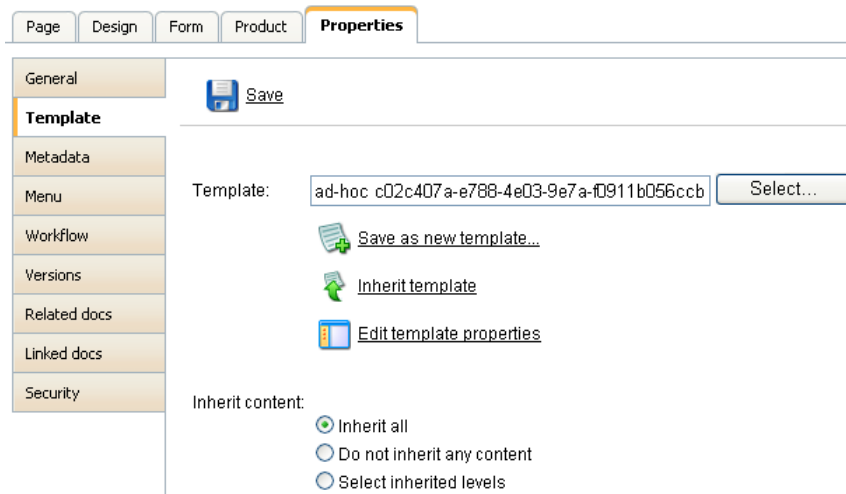 Page Design Form Product Properties
General
Template
Metadata
Menu
Workflow
Versions
Related docs
Linked docs
Security
Save
Template: ad-hoc c02c407a-e788-4e03-9e7a-f0911b056ccb Select...
Save as new template...
Inherit template
Edit template properties
Inherit content:
Inherit all
Do not inherit any content
Select inherited levels